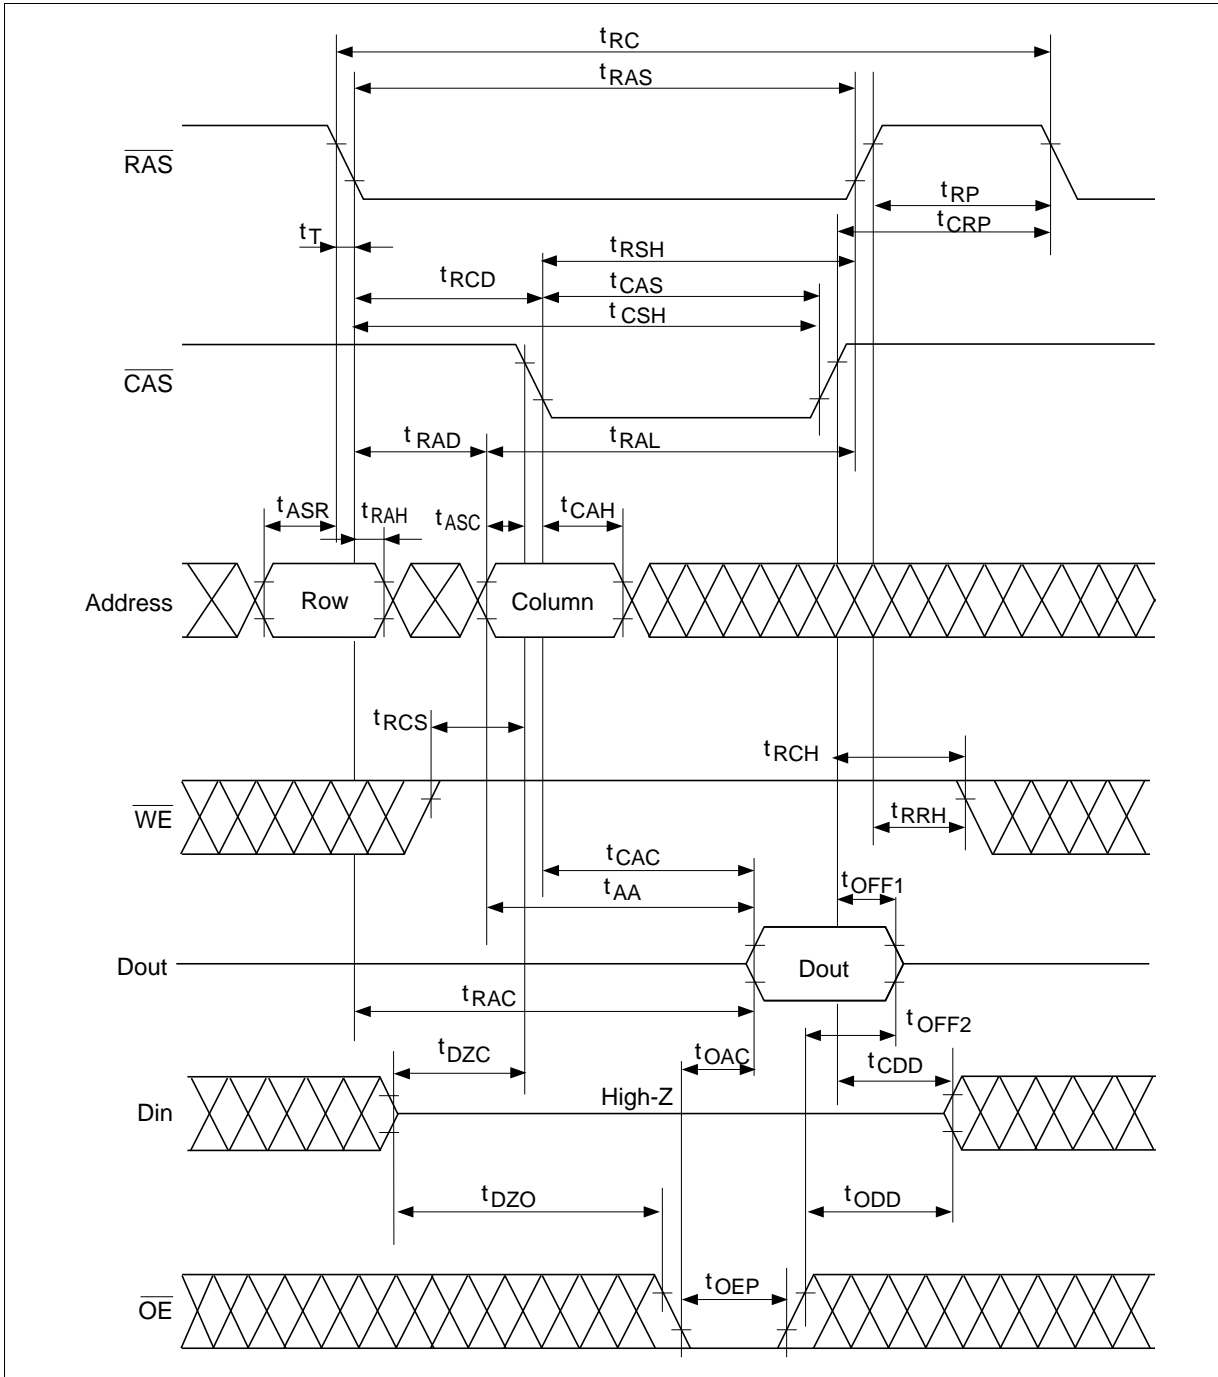 tRC
tRAS
RAS
tRP
tCRP
tT
tRSH
tRCD
tCAS
tCSH
CAS
tRAD
tRAL
tASR
tRAH
tASC
tCAH
Address
Row
Column
tRCS
tRCH
WE
tRRH
tCAC
tAA
tOFF1
Dout
Dout
tRAC
tOFF2
tDZC
tOAC
tCDD
Din
High-Z
tDZO
tODD
OE
tOEP